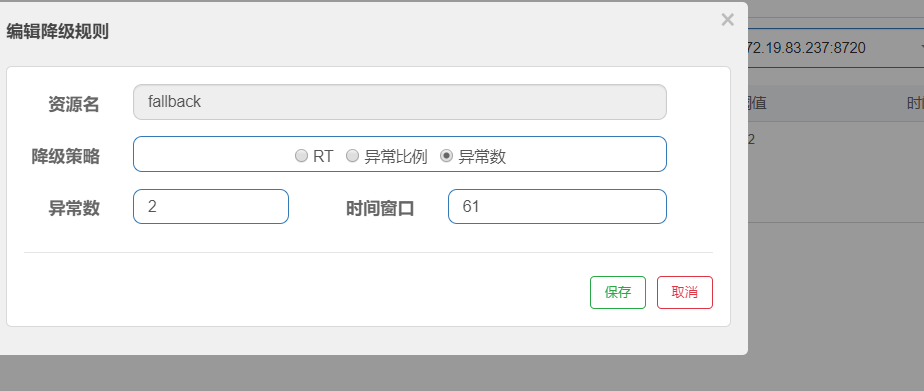 编辑降级规则
×
72.19.83.237:8720
资源名
fallback
阈值
时间
降级策略
RT 异常比例 异常数
2
异常数
2
时间窗口
61
保存
取消